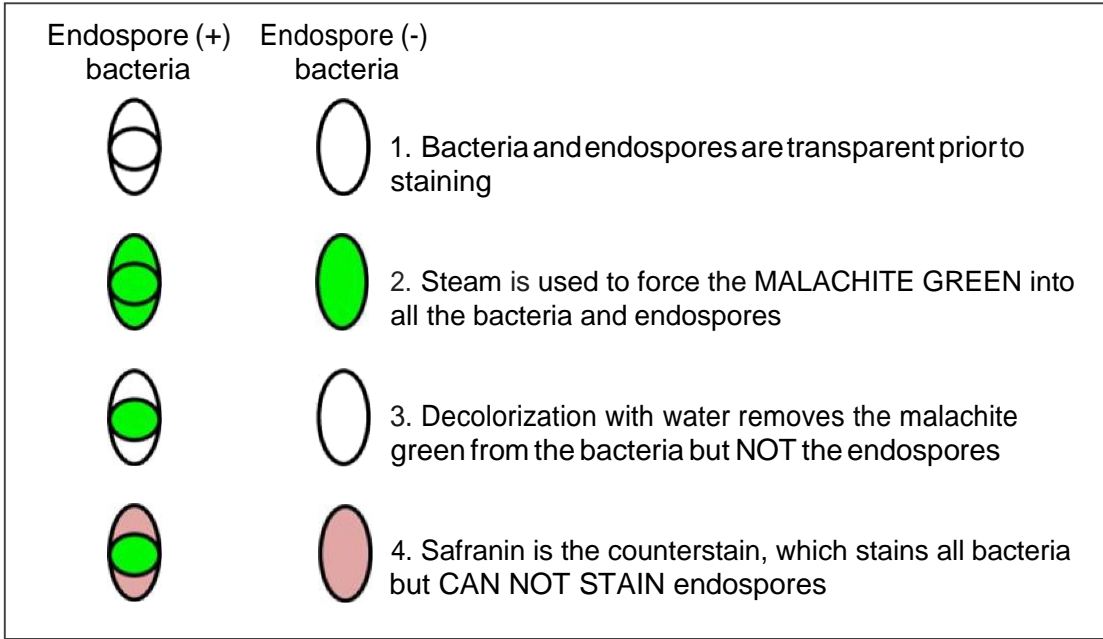 Endospore (+) Endospore (-)
bacteria bacteria
1. Bacteria and endospores are transparent prior to
staining
2. Steam is used to force the MALACHITE GREEN into
all the bacteria and endospores
3. Decolorization with water removes the malachite
green from the bacteria but NOT the endospores
4. Safranin is the counterstain, which stains all bacteria
but CAN NOT STAIN endospores